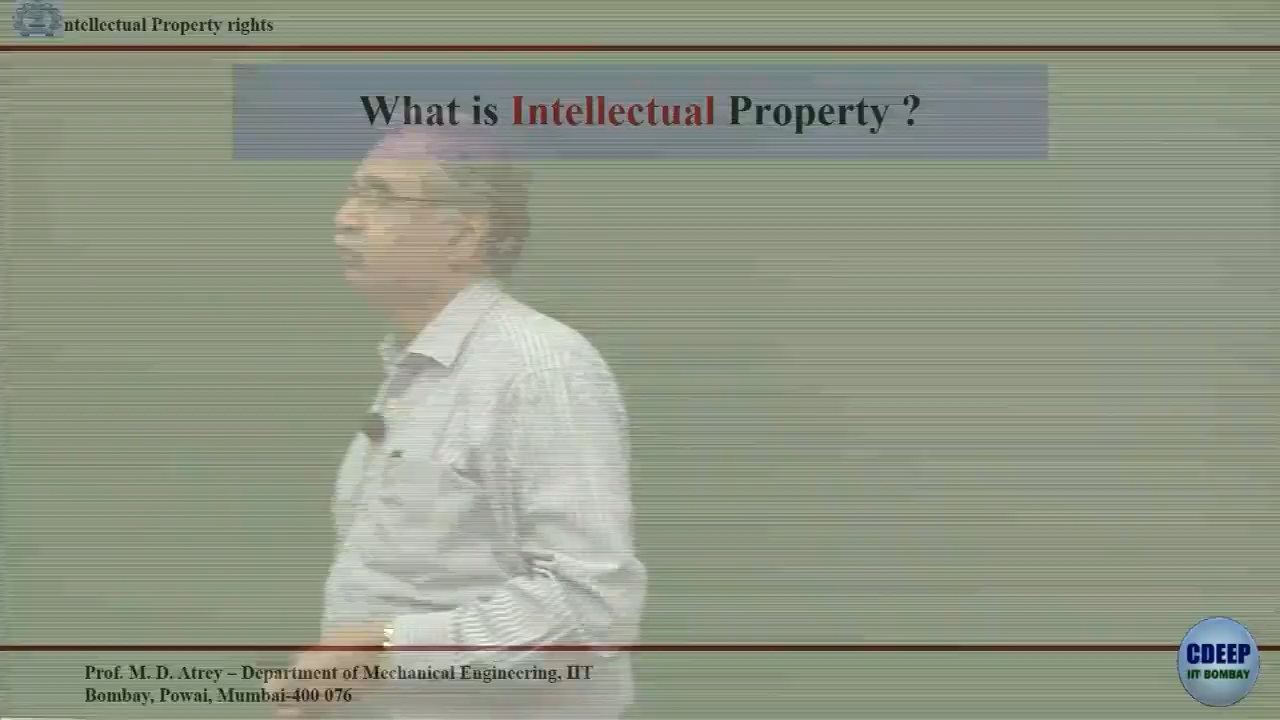 ntellectual Property rights
What is Intellectual Property ?
Prof. M. D. Atrey – Department of Mechanical Engineering, IIT
Bombay, Powai, Mumbai-400 076
CDEEP
IIT BOMBAY